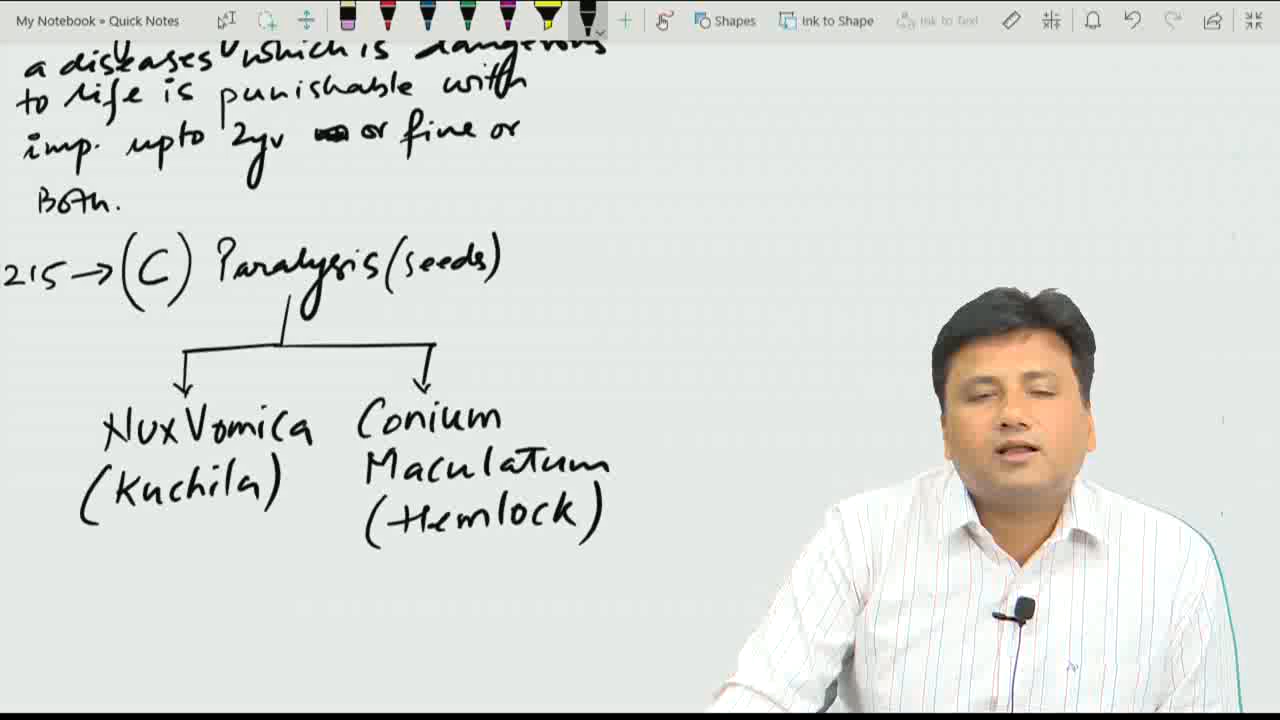 My Notebook » Quick Notes
Shapes
Ink to Shape
Ink to Text
a diseases which is dangerous
to life is punishable with
imp. upto 2yr or fine or
Both.
215 → (C) Paralysis (seeds)
Nux Vomica
(Kuchila)
Conium
Maculatum
(Hemlock)